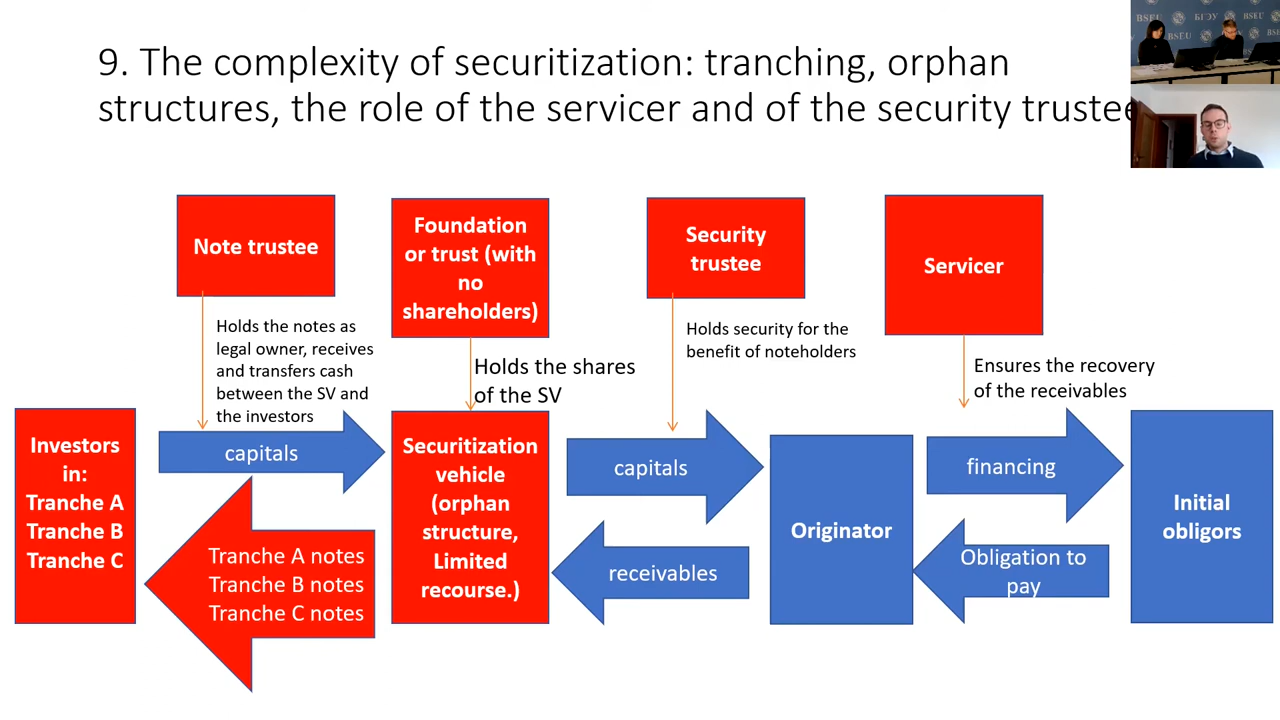 9. The complexity of securitization: tranching, orphan
structures, the role of the servicer and of the security trustee
BSEU
БГЭУ
BSEU
BSEU
Note trustee
Foundation
or trust (with
no
shareholders)
Security
trustee
Servicer
Holds the notes as
legal owner, receives
and transfers cash
between the SV and
the investors
Holds the shares
of the SV
Holds security for the
benefit of noteholders
Ensures the recovery
of the receivables
Investors
in:
Tranche A
Tranche B
Tranche C
capitals
Tranche A notes
Tranche B notes
Tranche C notes
Securitization
vehicle
(orphan
structure,
Limited
recourse.)
capitals
receivables
Originator
financing
Obligation to
pay
Initial
obligors